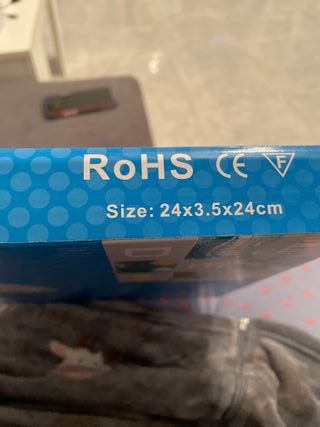 RoHS CE F
Size: 24x3.5x24cm